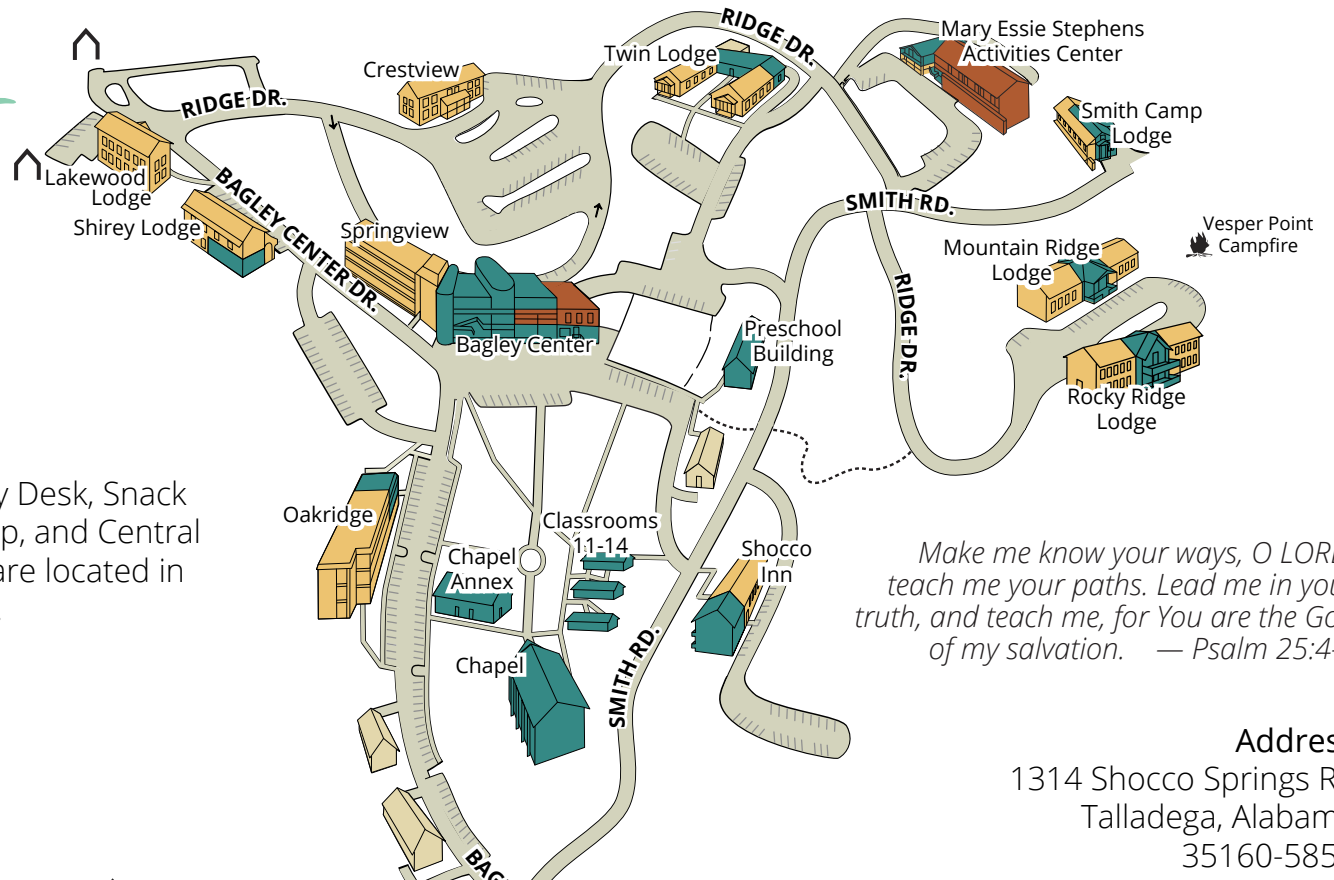 RIDGE DR.
Mary Essie Stephens
Activities Center
Twin Lodge
Crestview
RIDGE DR.
Smith Camp
Lodge
Lakewood
Lodge
BAGLEY CENTER DR.
Shirey Lodge
Springview
SMITH RD.
Vesper Point
Campfire
Mountain Ridge
Lodge
RIDGE DR.
Bagley Center
Preschool
Building
Rocky Ridge
Lodge
y Desk, Snack
p, and Central
are located in
Oakridge
Classrooms
11-14
Chapel
Annex
Shocco
Inn
Chapel
SMITH RD.
Make me know your ways, O LOR
teach me your paths. Lead me in you
truth, and teach me, for You are the Go
of my salvation. — Psalm 25:4-
Addres
1314 Shocco Springs R
Talladega, Alabam
35160-585
BAG